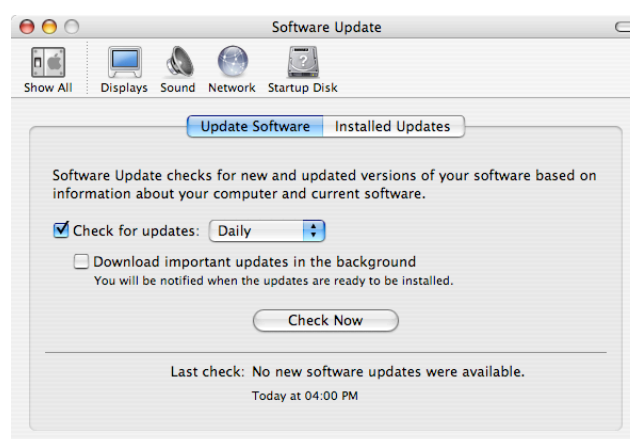 Software Update
Show All Displays Sound Network Startup Disk
Update Software Installed Updates
Software Update checks for new and updated versions of your software based on
information about your computer and current software.
Check for updates: Daily
Download important updates in the background
You will be notified when the updates are ready to be installed.
Check Now
Last check: No new software updates were available.
Today at 04:00 PM